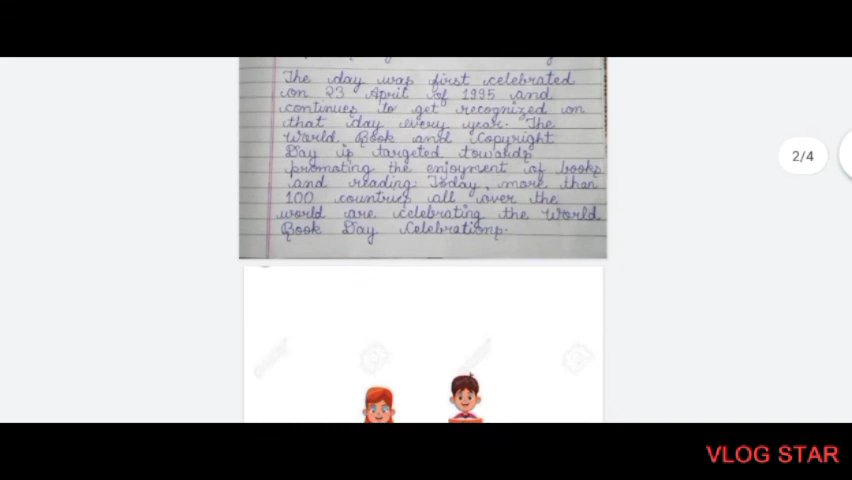 The day was first celebrated
on 23 April of 1995 and
continues to get recognized on
that day every year. The
World Book and Copyright
Day is targeted towards
promoting the enjoyment of books
and reading. Today, more than
100 countries all over the
world are celebrating the World
Book Day Celebrations.
2/4
VLOG STAR